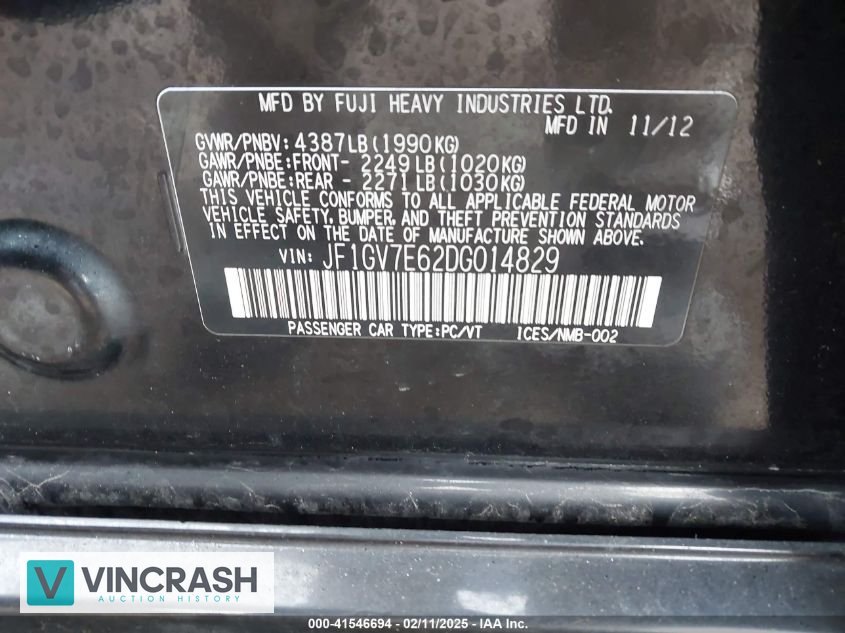 MFD BY FUJI HEAVY INDUSTRIES LTD.
MFD IN 11/12
GVWR/PNBV: 4387LB(1990KG)
GAWR/PNBE:FRONT- 2249LB(1020KG)
GAWR/PNBE:REAR - 2271LB(1030KG)
THIS VEHICLE CONFORMS TO ALL APPLICABLE FEDERAL MOTOR
VEHICLE SAFETY, BUMPER, AND THEFT PREVENTION STANDARDS
IN EFFECT ON THE DATE OF MANUFACTURE SHOWN ABOVE.
VIN: JF1GV7E62DG014829
PASSENGER CAR TYPE:PC/VT ICES/NMB-002
V VINCRASH
AUCTION HISTORY
000-41546694 - 02/11/2025 - IAA Inc.